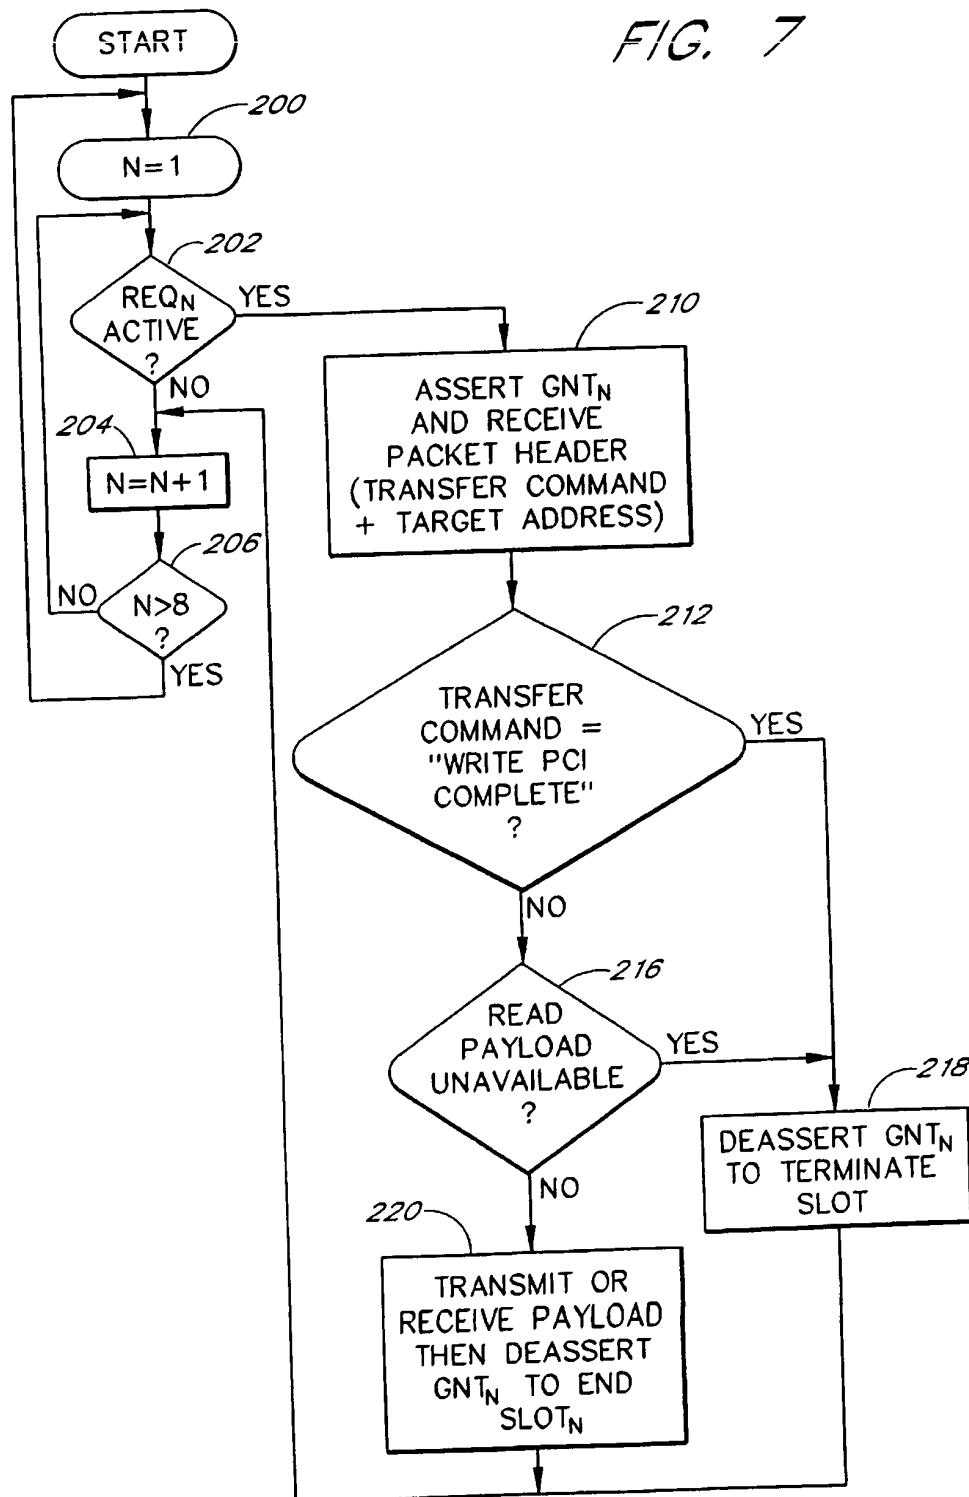 FIG. 7
START
200
N=1
202
REQN
ACTIVE
?
YES
NO
204
N=N+1
206
N>8
?
NO
YES
210
ASSERT GNTN
AND RECEIVE
PACKET HEADER
(TRANSFER COMMAND
+ TARGET ADDRESS)
212
TRANSFER
COMMAND =
"WRITE PCI
COMPLETE"
?
YES
NO
216
READ
PAYLOAD
UNAVAILABLE
?
YES
NO
218
DEASSERT GNTN
TO TERMINATE
SLOT
220
TRANSMIT OR
RECEIVE PAYLOAD
THEN DEASSERT
GNTN TO END
SLOTN